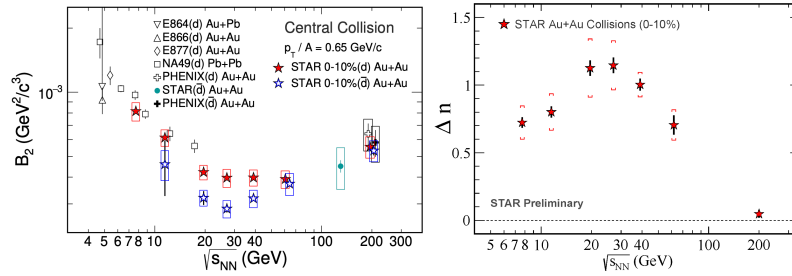 E864(d) Au+Pb
E866(d) Au+Au
E877(d) Au+Au
NA49(d) Pb+Pb
PHENIX(d) Au+Au
STAR(d̄) Au+Au
PHENIX(d̄) Au+Au
Central Collision
p_T / A = 0.65 GeV/c
STAR 0-10%(d) Au+Au
STAR 0-10%(d̄) Au+Au
B₂ (GeV²/c³)
10⁻³
4 5 6 7 8 10 20 30 40 100 200 300
√s_NN (GeV)
STAR Au+Au Collisions (0-10%)
Δ n
1.5
1
0.5
0
STAR Preliminary
5 6 7 8 10 20 30 40 100 200
√s_NN (GeV)